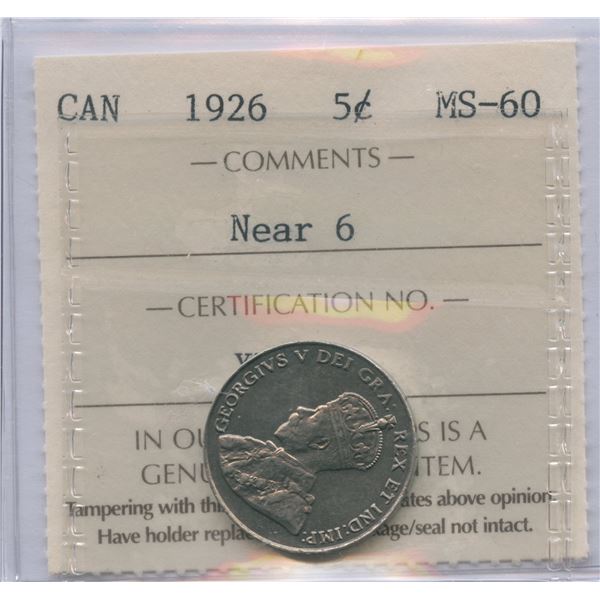 CAN 1926 5¢ MS-60
— COMMENTS —
Near 6
— CERTIFICATION NO. —
GEORGIVS V DEI GRA: REX ET IND:IMP:
IN OU S IS A
GENU ITEM.
Tampering with thi ates above opinion
Have holder repla age/seal not intact.